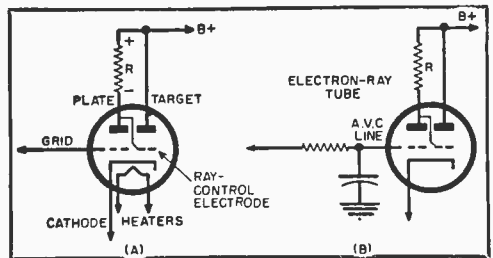 B+
+
R
-
PLATE
TARGET
GRID
RAY-
CONTROL
ELECTRODE
CATHODE
HEATERS
(A)
B+
R
ELECTRON-RAY
TUBE
A.V.C
LINE
(B)